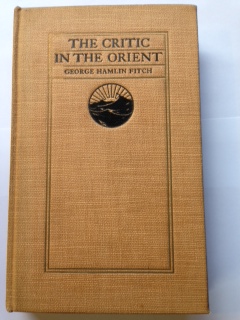 THE CRITIC
IN THE ORIENT
GEORGE HAMLIN FITCH